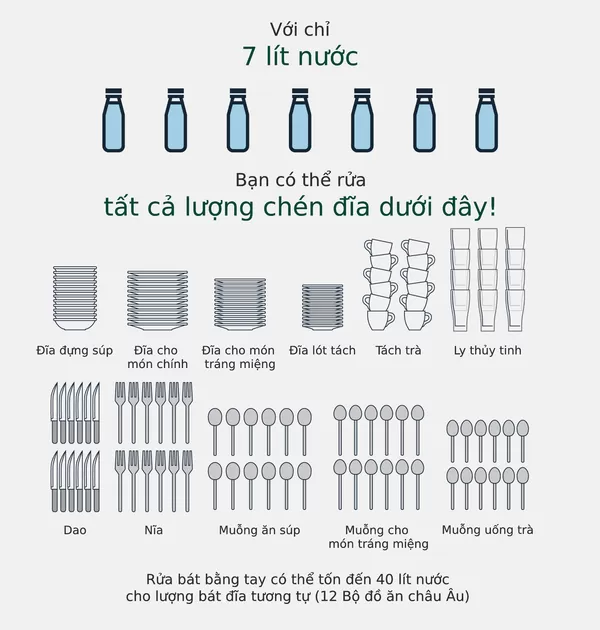 Với chỉ
7 lít nước
Bạn có thể rửa
tất cả lượng chén đĩa dưới đây!
Đĩa đựng súp
Đĩa cho
món chính
Đĩa cho món
tráng miệng
Đĩa lót tách
Tách trà
Ly thủy tinh
Dao
Nĩa
Muỗng ăn súp
Muỗng cho
món tráng miệng
Muỗng uống trà
Rửa bát bằng tay có thể tốn đến 40 lít nước
cho lượng bát đĩa tương tự (12 Bộ đồ ăn châu Âu)